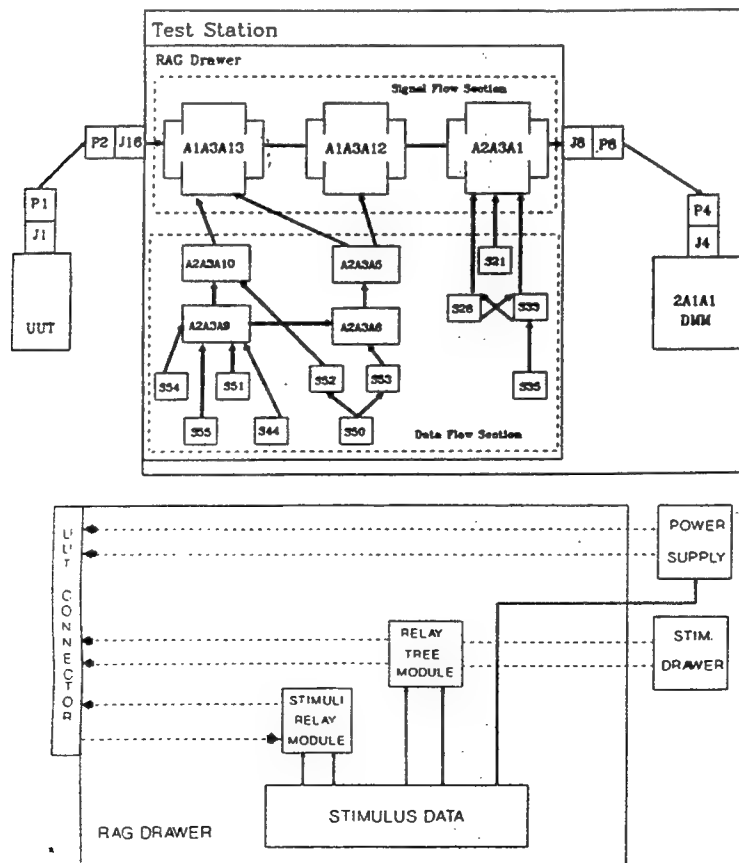 Test Station
RAG Drawer
Signal Flow Section
A1A3A13
A1A3A12
A2A3A1
P2
J16
J8
P8
P1
J1
UUT
P4
J4
2A1A1
DMM
A2A3A10
A2A3A5
S21
A2A3A9
A2A3A6
S28
S33
S54
S51
S52
S53
S35
S55
S44
S50
Data Flow Section
UUT CONNECTOR
POWER
SUPPLY
RELAY
TREE
MODULE
STIM.
DRAWER
STIMULI
RELAY
MODULE
STIMULUS DATA
RAG DRAWER